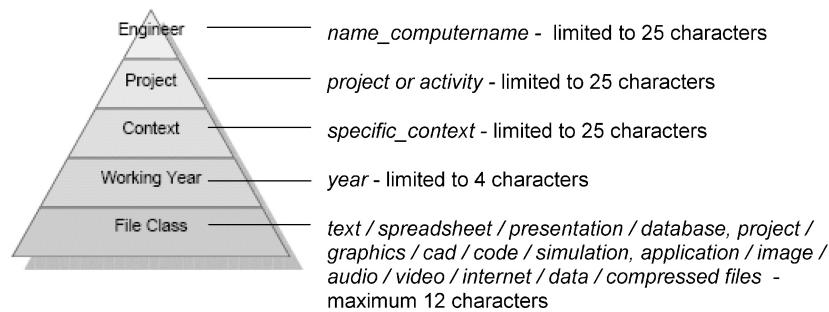 Engineer
name_computername - limited to 25 characters
Project
project or activity - limited to 25 characters
Context
specific_context - limited to 25 characters
Working Year
year - limited to 4 characters
File Class
text / spreadsheet / presentation / database, project /
graphics / cad / code / simulation, application / image /
audio / video / internet / data / compressed files -
maximum 12 characters